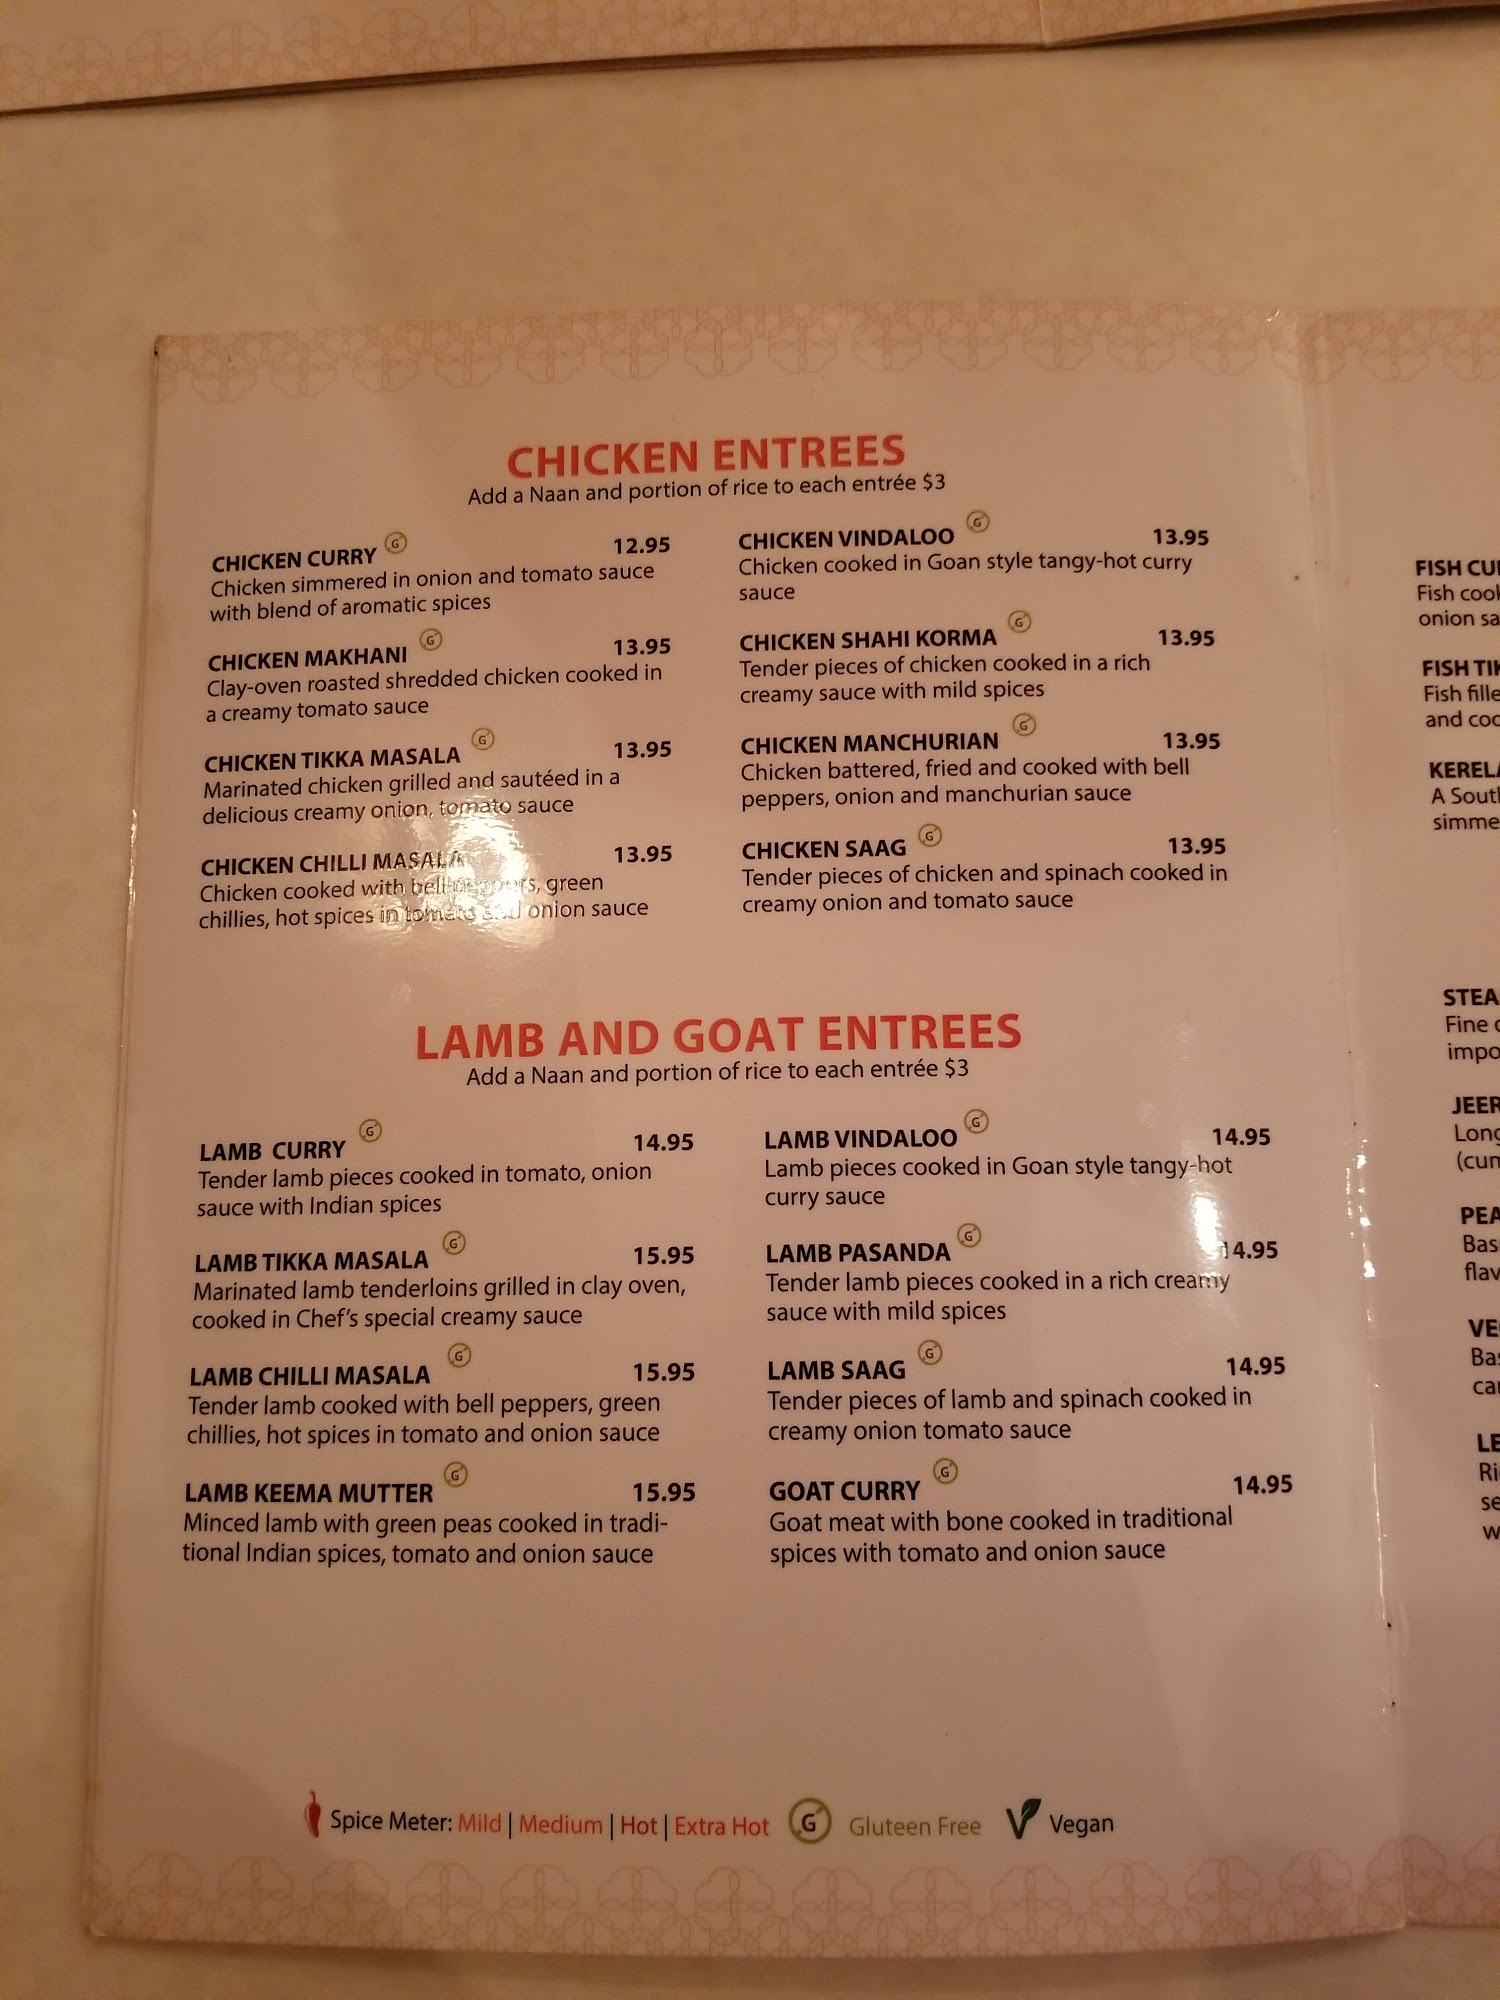 CHICKEN ENTREES
Add a Naan and portion of rice to each entrée $3
CHICKEN CURRY G 12.95
Chicken simmered in onion and tomato sauce
with blend of aromatic spices
CHICKEN MAKHANI G 13.95
Clay-oven roasted shredded chicken cooked in
a creamy tomato sauce
CHICKEN TIKKA MASALA G 13.95
Marinated chicken grilled and sautéed in a
delicious creamy onion, tomato sauce
CHICKEN CHILLI MASALA 13.95
Chicken cooked with bell peppers, green
chillies, hot spices in tomato and onion sauce
CHICKEN VINDALOO G 13.95
Chicken cooked in Goan style tangy-hot curry
sauce
CHICKEN SHAHI KORMA G 13.95
Tender pieces of chicken cooked in a rich
creamy sauce with mild spices
CHICKEN MANCHURIAN G 13.95
Chicken battered, fried and cooked with bell
peppers, onion and manchurian sauce
CHICKEN SAAG G 13.95
Tender pieces of chicken and spinach cooked in
creamy onion and tomato sauce
LAMB AND GOAT ENTREES
Add a Naan and portion of rice to each entrée $3
LAMB CURRY G 14.95
Tender lamb pieces cooked in tomato, onion
sauce with Indian spices
LAMB TIKKA MASALA G 15.95
Marinated lamb tenderloins grilled in clay oven,
cooked in Chef's special creamy sauce
LAMB CHILLI MASALA G 15.95
Tender lamb cooked with bell peppers, green
chillies, hot spices in tomato and onion sauce
LAMB KEEMA MUTTER G 15.95
Minced lamb with green peas cooked in tradi-
tional Indian spices, tomato and onion sauce
LAMB VINDALOO G 14.95
Lamb pieces cooked in Goan style tangy-hot
curry sauce
LAMB PASANDA G 14.95
Tender lamb pieces cooked in a rich creamy
sauce with mild spices
LAMB SAAG G 14.95
Tender pieces of lamb and spinach cooked in
creamy onion tomato sauce
GOAT CURRY G 14.95
Goat meat with bone cooked in traditional
spices with tomato and onion sauce
Spice Meter: Mild | Medium | Hot | Extra Hot G Gluteen Free V Vegan
FISH
Fish
onion
FISH
Fish
and
A
Fine